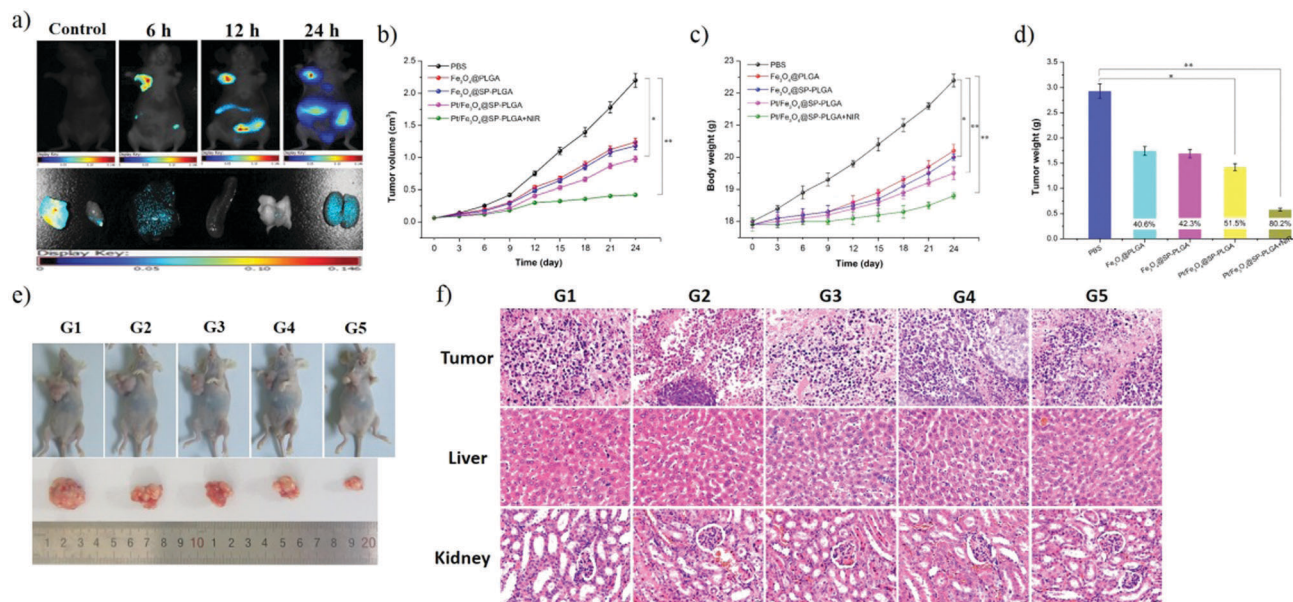 a)
Control 6 h 12 h 24 h
Display Key:
0 0.05 0.10 0.146
b)
PBS
Fe3O4@PLGA
Fe3O4@SP-PLGA
Pt/Fe3O4@SP-PLGA
Pt/Fe3O4@SP-PLGA+NIR
Tumor volume (cm³)
2.5
2.0
1.5
1.0
0.5
0.0
0 3 6 9 12 15 18 21 24
Time (day)
*
**
c)
PBS
Fe3O4@PLGA
Fe3O4@SP-PLGA
Pt/Fe3O4@SP-PLGA
Pt/Fe3O4@SP-PLGA+NIR
Body weight (g)
23
22
21
20
19
18
17
0 3 6 9 12 15 18 21 24
Time (day)
*
**
**
d)
Tumor weight (g)
3.5
3.0
2.5
2.0
1.5
1.0
0.5
0.0
**
*
40.6% 42.3% 51.5% 80.2%
PBS
Fe3O4@PLGA
Fe3O4@SP-PLGA
Pt/Fe3O4@SP-PLGA
Pt/Fe3O4@SP-PLGA+NIR
e)
G1 G2 G3 G4 G5
1 2 3 4 5 6 7 8 9 10 1 2 3 4 5 6 7 8 9 20
f)
G1 G2 G3 G4 G5
Tumor
Liver
Kidney